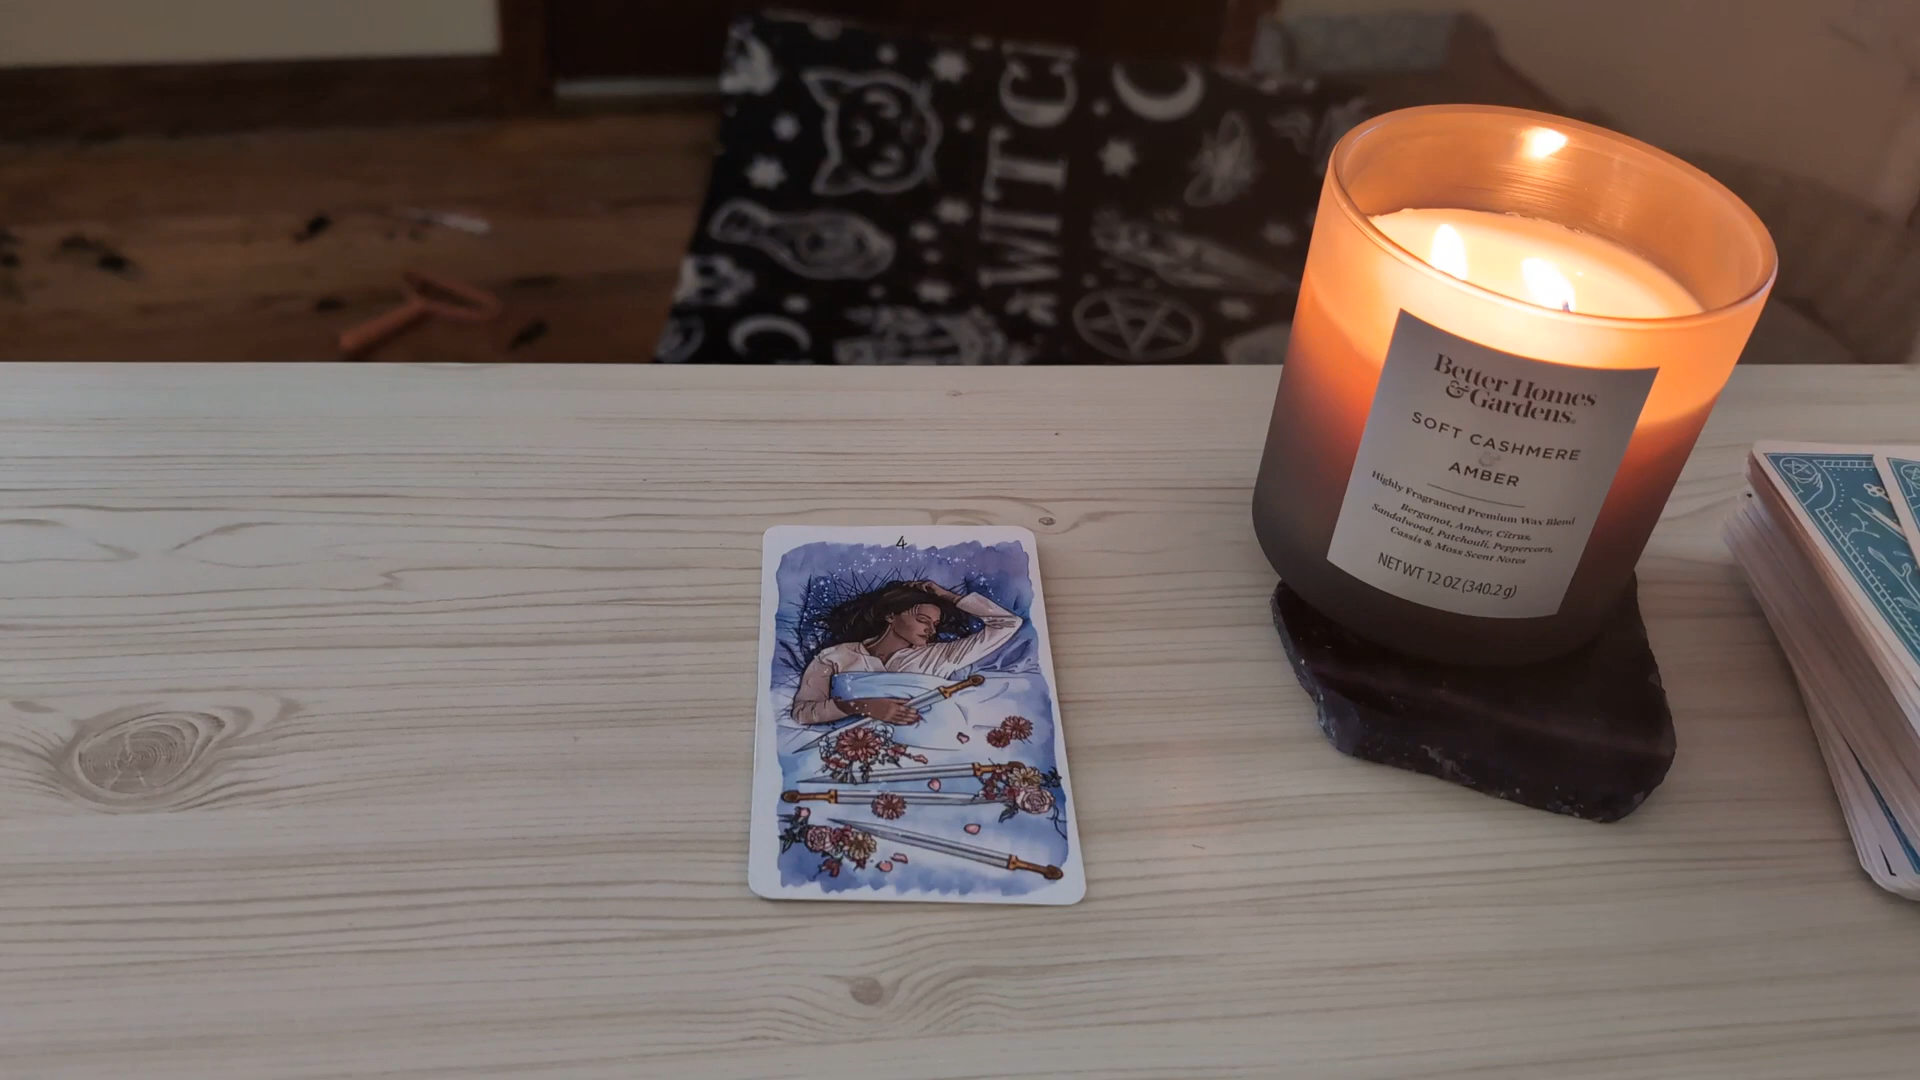 WITCH
Better Homes
& Gardens
SOFT CASHMERE
&
AMBER
Highly Fragranced Premium Wax Blend
Bergamot, Amber, Citrus,
Sandalwood, Patchouli, Peppercorn,
Cassis & Moss Scent Notes
NET WT 12 OZ (340.2 g)
4